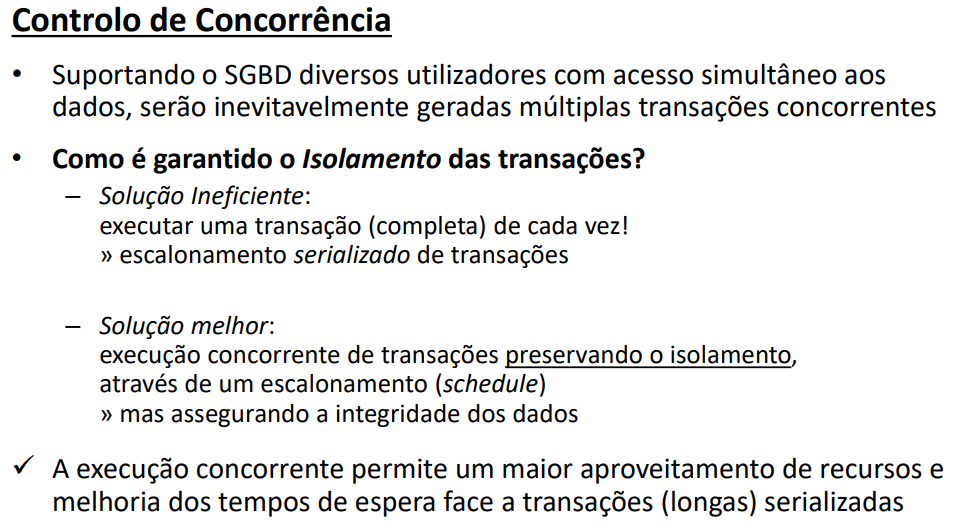 Controlo de Concorrência
• Suportando o SGBD diversos utilizadores com acesso simultâneo aos
dados, serão inevitavelmente geradas múltiplas transações concorrentes
• Como é garantido o Isolamento das transações?
– Solução Ineficiente:
executar uma transação (completa) de cada vez!
» escalonamento serializado de transações
– Solução melhor:
execução concorrente de transações preservando o isolamento,
através de um escalonamento (schedule)
» mas assegurando a integridade dos dados
✓ A execução concorrente permite um maior aproveitamento de recursos e
melhoria dos tempos de espera face a transações (longas) serializadas